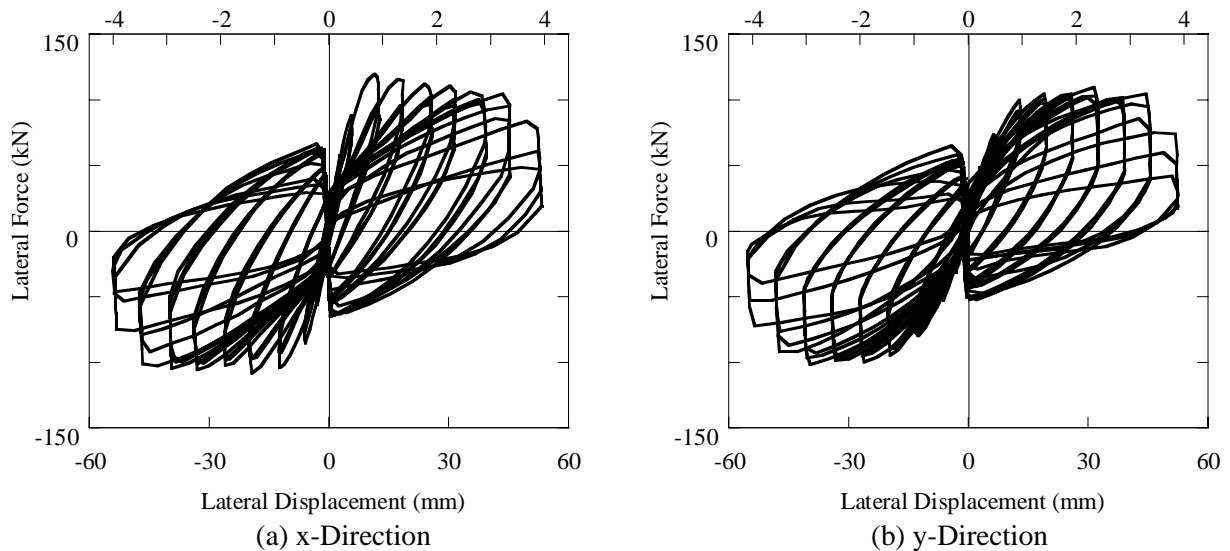 -4 -2 0 2 4
150
0
-150
Lateral Force (kN)
-60 -30 0 30 60
Lateral Displacement (mm)
(a) x-Direction
-4 -2 0 2 4
150
0
-150
Lateral Force (kN)
-60 -30 0 30 60
Lateral Displacement (mm)
(b) y-Direction